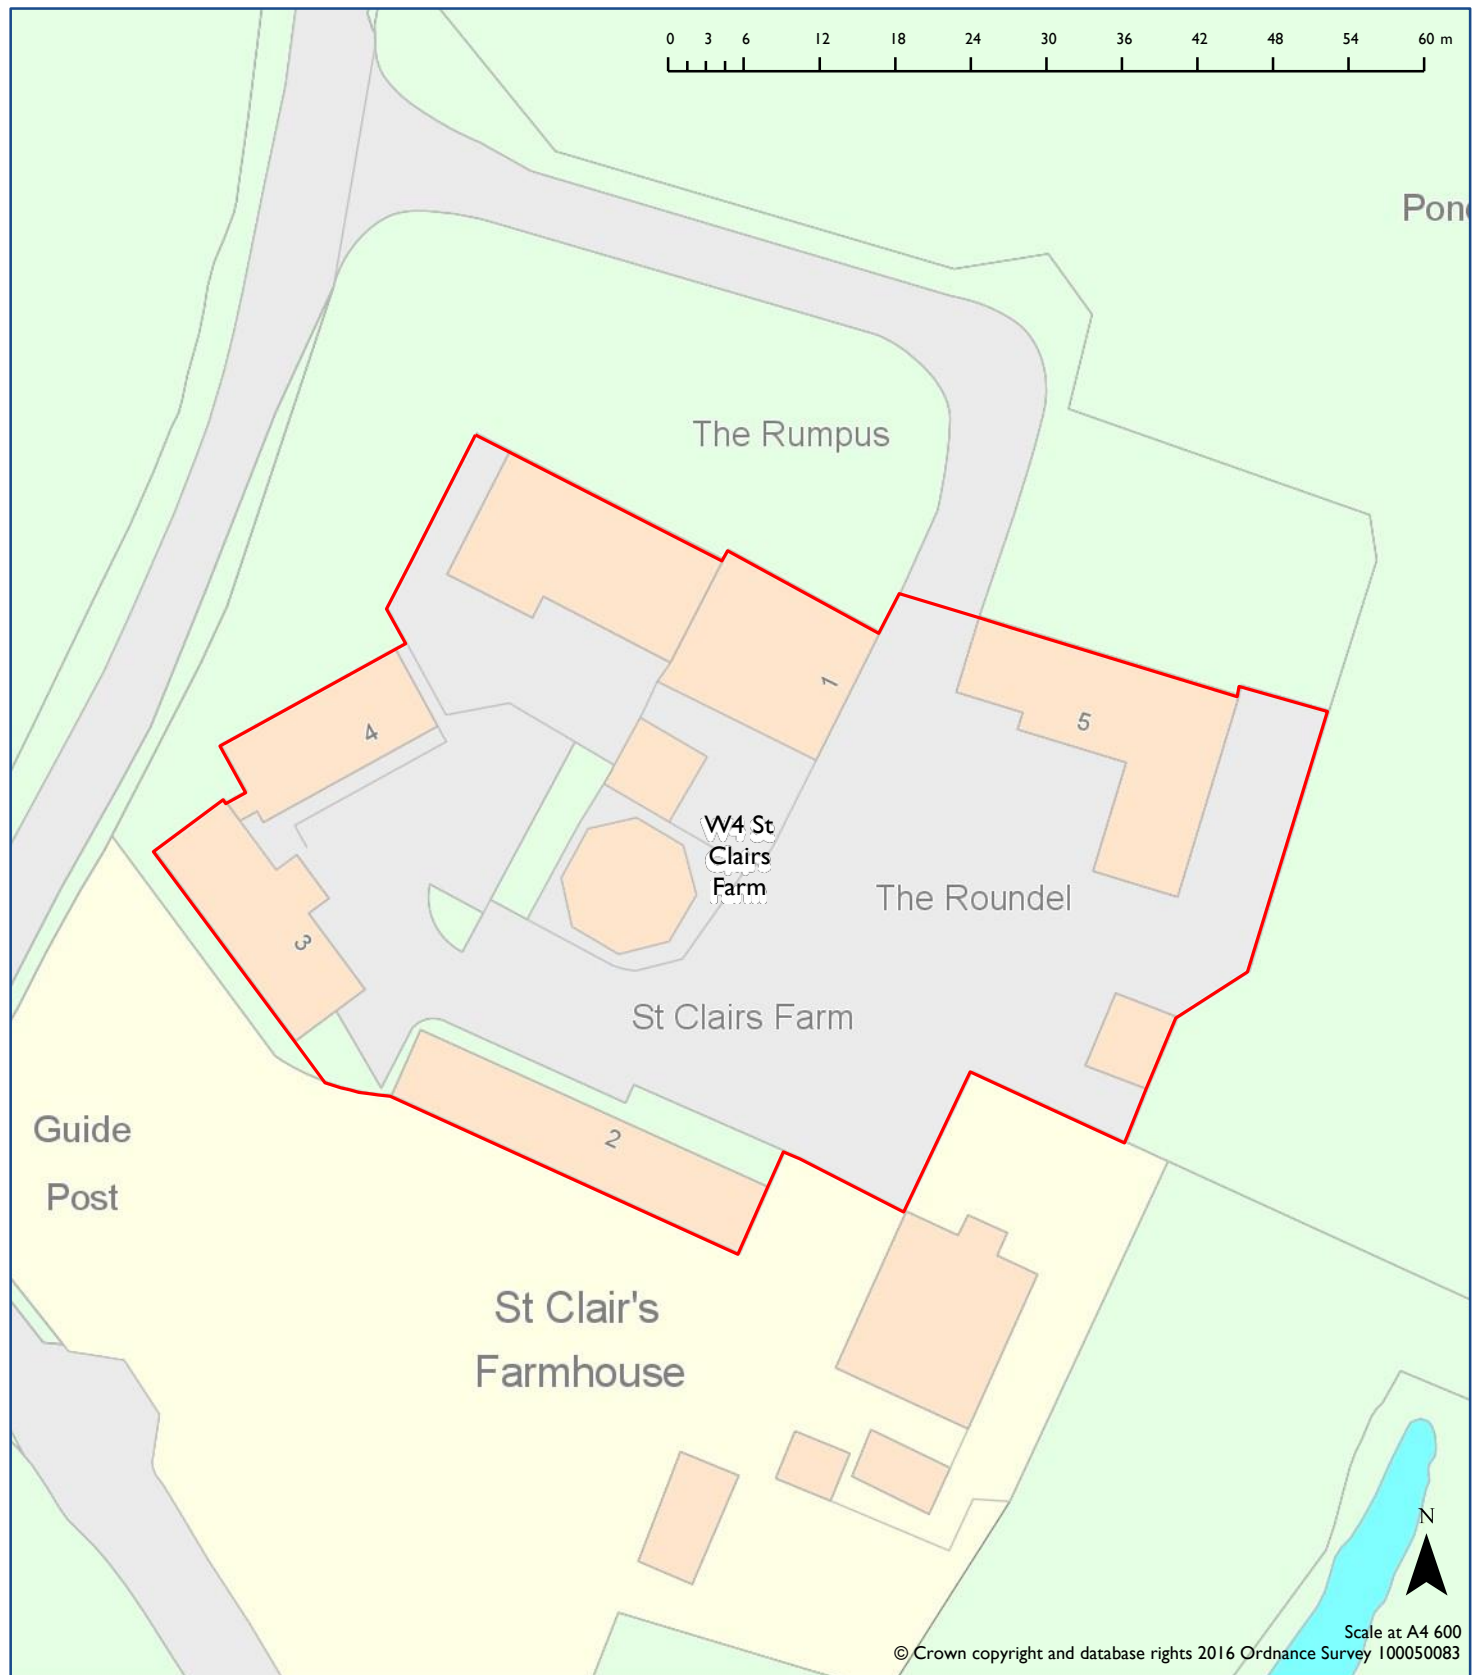 0 3 6 12 18 24 30 36 42 48 54 60 m
The Rumpus
1
5
4
W4 St
Clairs
Farm
The Roundel
3
St Clairs Farm
2
Guide
Post
St Clair's
Farmhouse
N
Scale at A4 600
© Crown copyright and database rights 2016 Ordnance Survey 100050083